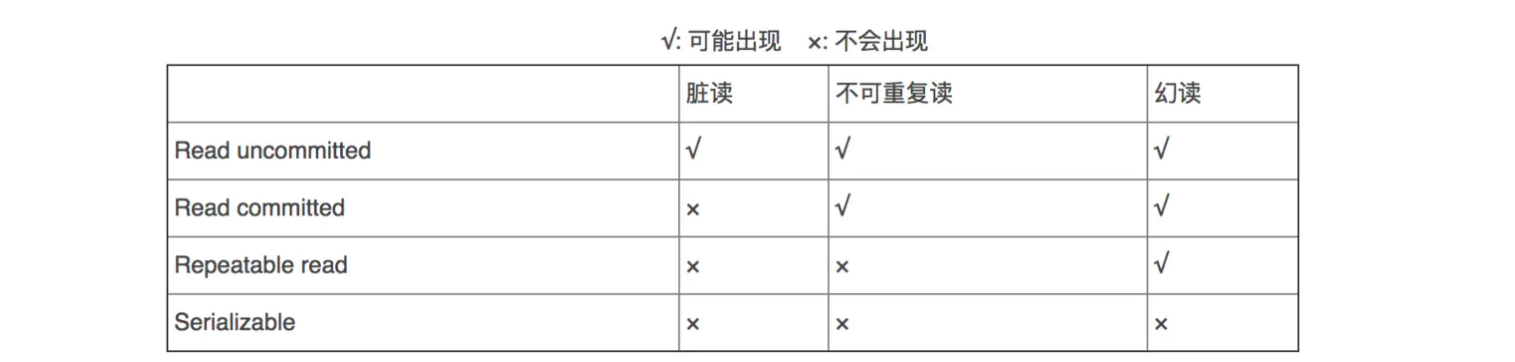 √: 可能出现 ×: 不会出现
脏读 不可重复读 幻读
Read uncommitted √ √ √
Read committed × √ √
Repeatable read × × √
Serializable × × ×